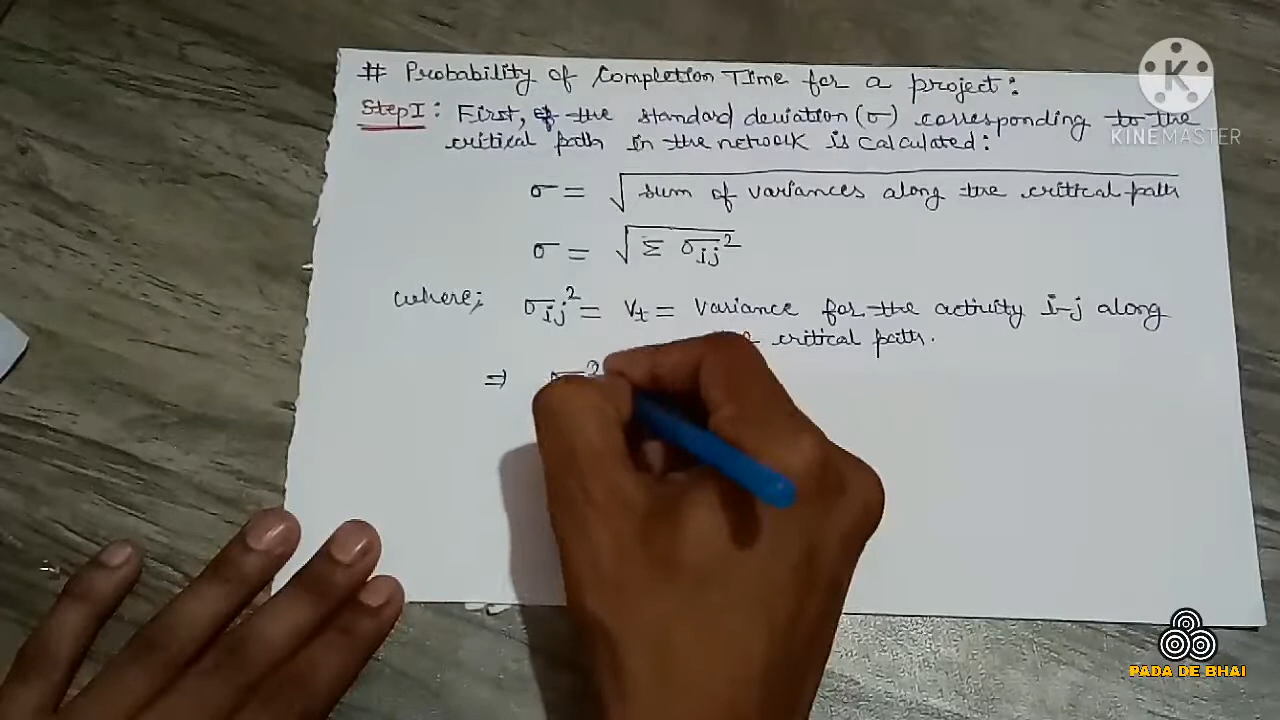 # Probability of Completion Time for a project:
Step I: First, of the standard deviation (σ) corresponding to the
critical path in the network is calculated:
σ = √sum of variances along the critical path
σ = √Σ σij²
where; σij² = Vt = Variance for the activity i-j along
critical path.
⇒ σ²
K
KINEMASTER
PADA DE BHAI